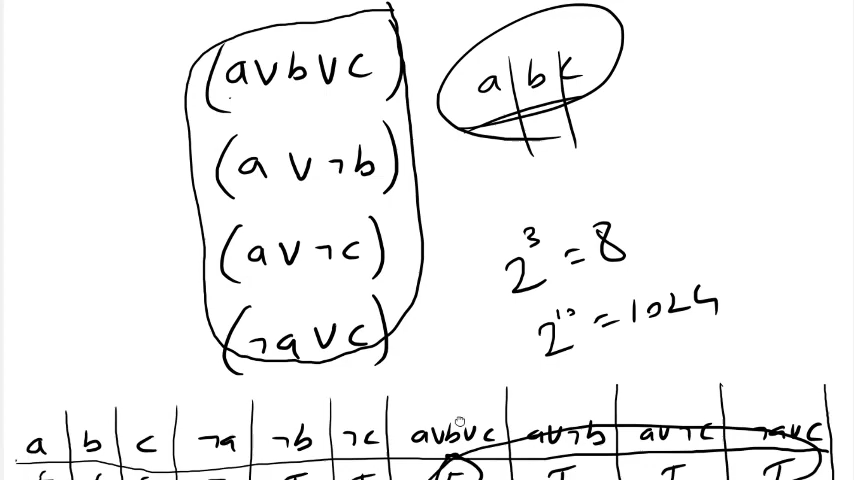 (a∨b∨c)
a b c
(a ∨ ¬b)
(a ∨ ¬c)
2³ = 8
2¹⁰ = 1024
(¬a ∨ c)
a b c ¬a ¬b ¬c a∨b∨c a∨¬b a∨¬c ¬a∨c